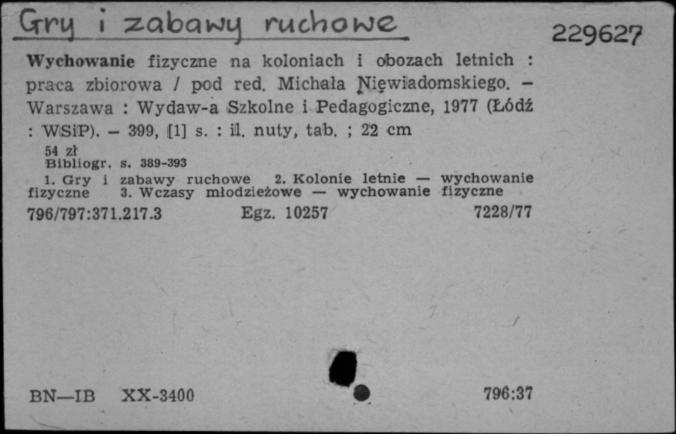 Gry i zabawy ruchowe
229627
Wychowanie fizyczne na koloniach i obozach letnich :
praca zbiorowa / pod red. Michała Niewiadomskiego. –
Warszawa : Wydaw-a Szkolne i Pedagogiczne, 1977 (Łódź
: WSiP). – 399, [1] s. : il. nuty, tab. ; 22 cm
54 zł
Bibliogr. s. 389-393
1. Gry i zabawy ruchowe 2. Kolonie letnie — wychowanie
fizyczne 3. Wczasy młodzieżowe — wychowanie fizyczne
796/797:371.217.3 Egz. 10257 7228/77
BN—IB XX-3400 796:37